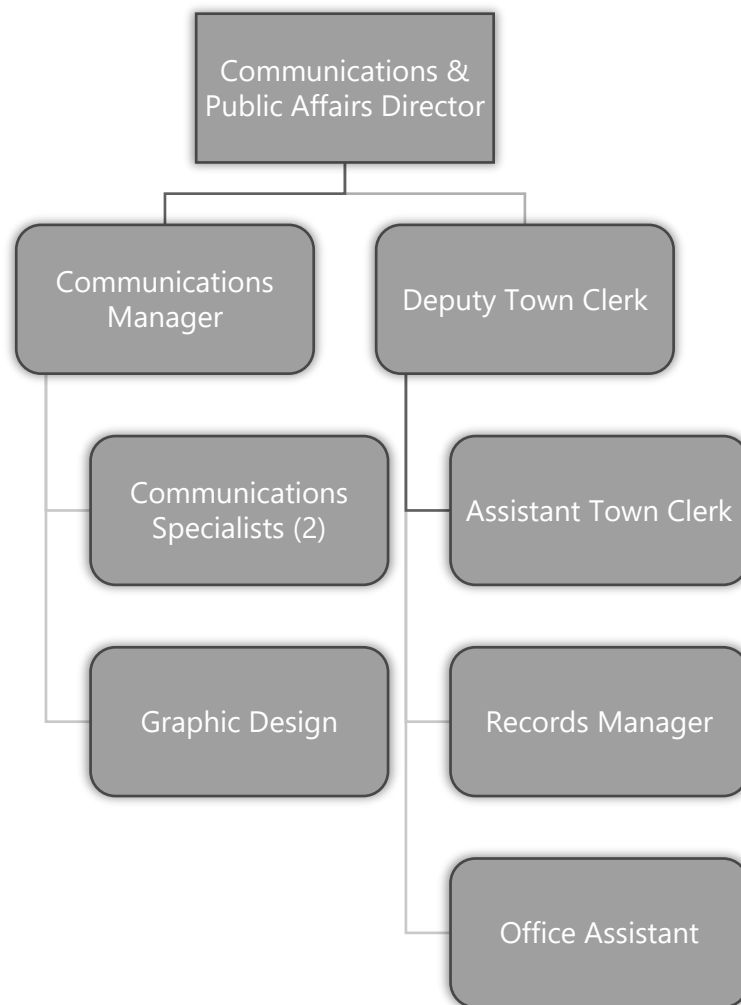 Communications &
Public Affairs Director
Communications
Manager
Deputy Town Clerk
Communications
Specialists (2)
Assistant Town Clerk
Graphic Design
Records Manager
Office Assistant